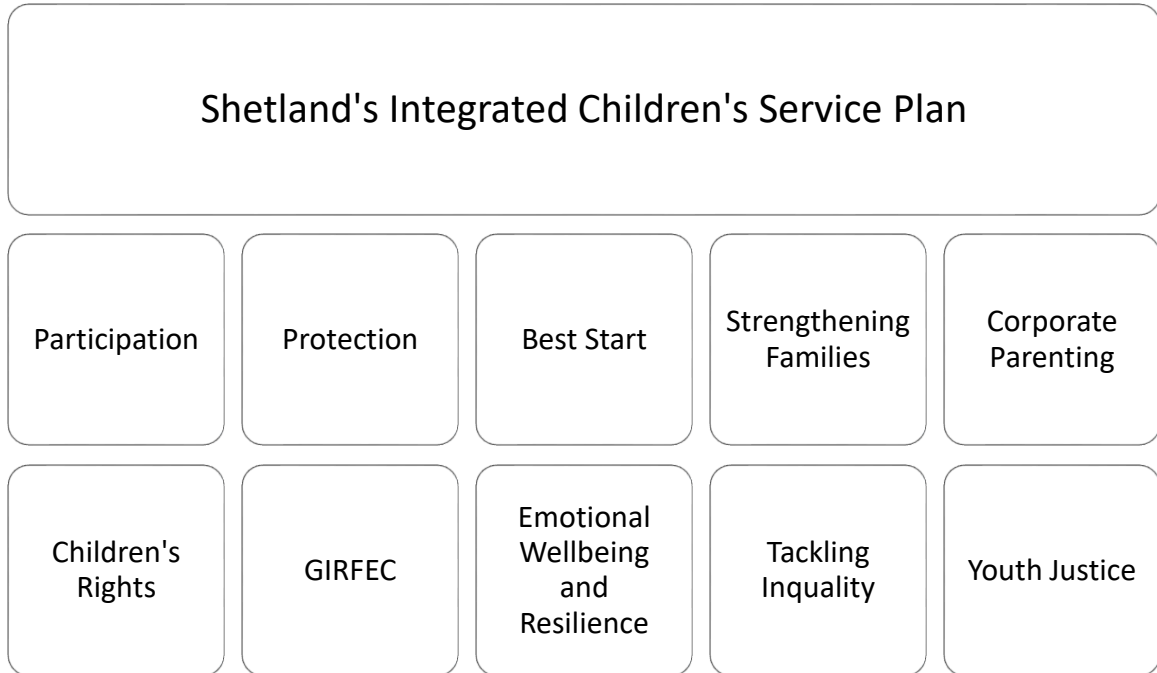 Shetland's Integrated Children's Service Plan
Participation
Protection
Best Start
Strengthening
Families
Corporate
Parenting
Children's
Rights
GIRFEC
Emotional
Wellbeing
and
Resilience
Tackling
Inquality
Youth Justice